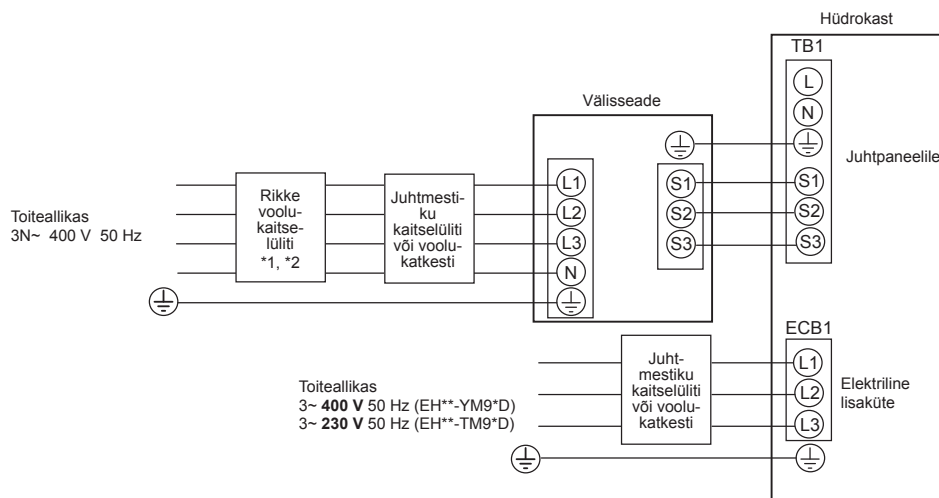 Hüdrokast
TB1
L
N
Juhtpaneelile
S1
S2
S3
Välisseade
S1
S2
S3
L1
L2
L3
N
Toiteallikas
3N~ 400 V 50 Hz
Rikke
voolu-
kaitse-
lüliti
*1, *2
Juhtmesti-
ku
kaitselüliti
või voolu-
katkesti
ECB1
L1
L2
L3
Elektriline
lisaküte
Juht-
mestiku
kaitselüliti
või voolu-
katkesti
Toiteallikas
3~ 400 V 50 Hz (EH**-YM9*D)
3~ 230 V 50 Hz (EH**-TM9*D)